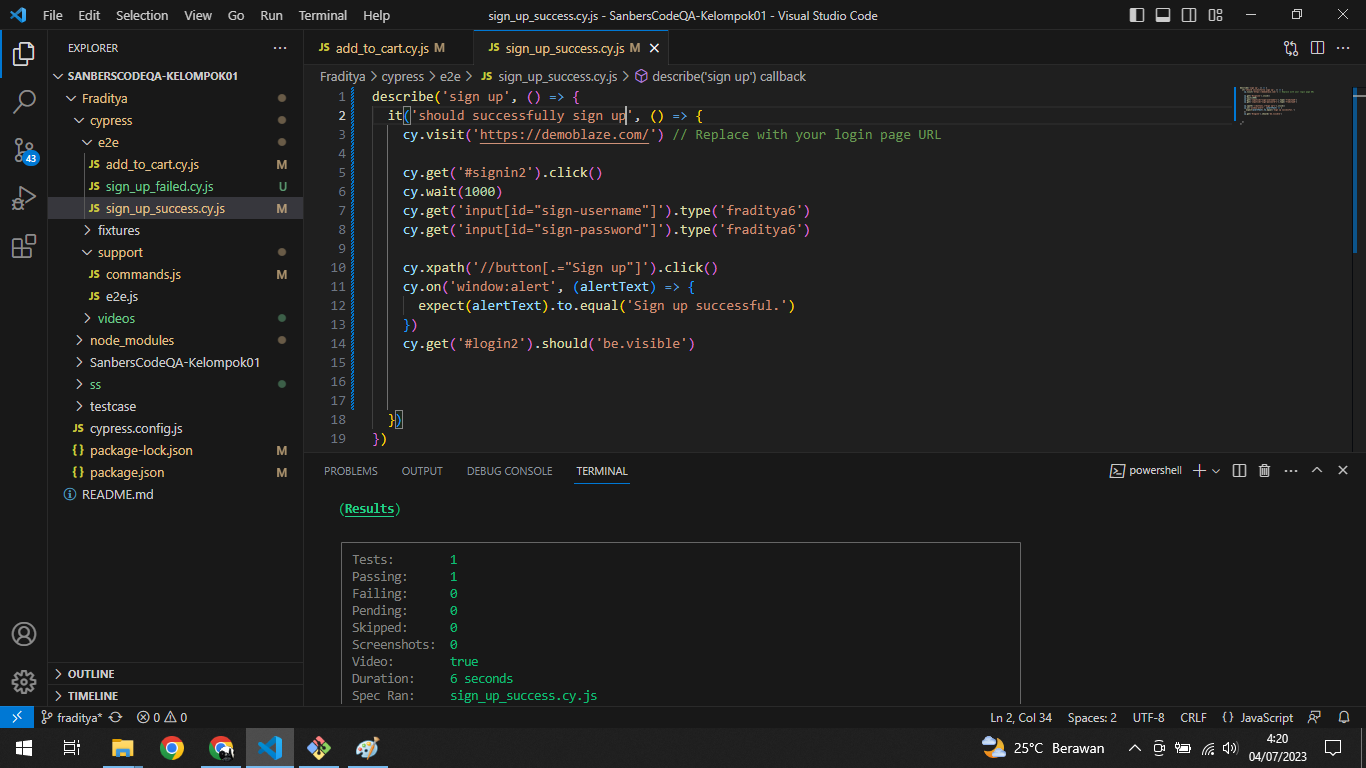 File Edit Selection View Go Run Terminal Help sign_up_success.cy.js - SanbersCodeQA-Kelompok01 - Visual Studio Code
EXPLORER
SANBERSCODEQA-KELOMPOK01
Fraditya
cypress
e2e
JS add_to_cart.cy.js M
JS sign_up_failed.cy.js U
JS sign_up_success.cy.js M
fixtures
support
JS commands.js M
JS e2e.js
videos
node_modules
SanbersCodeQA-Kelompok01
ss
testcase
JS cypress.config.js
{} package-lock.json M
{} package.json M
README.md
OUTLINE
TIMELINE
43
JS add_to_cart.cy.js M JS sign_up_success.cy.js M
Fraditya > cypress > e2e > JS sign_up_success.cy.js > describe('sign up') callback
1 describe('sign up', () => {
2 it('should successfully sign up', () => {
3 cy.visit('https://demoblaze.com/') // Replace with your login page URL
4
5 cy.get('#signin2').click()
6 cy.wait(1000)
7 cy.get('input[id="sign-username"]').type('fraditya6')
8 cy.get('input[id="sign-password"]').type('fraditya6')
9
10 cy.xpath('//button[.="Sign up"]').click()
11 cy.on('window:alert', (alertText) => {
12 expect(alertText).to.equal('Sign up successful.')
13 })
14 cy.get('#login2').should('be.visible')
15
16
17
18 })
19 })
PROBLEMS OUTPUT DEBUG CONSOLE TERMINAL powershell
(Results)
Tests: 1
Passing: 1
Failing: 0
Pending: 0
Skipped: 0
Screenshots: 0
Video: true
Duration: 6 seconds
Spec Ran: sign_up_success.cy.js
fraditya* 0 0 Ln 2, Col 34 Spaces: 2 UTF-8 CRLF {} JavaScript
25°C Berawan 4:20
04/07/2023